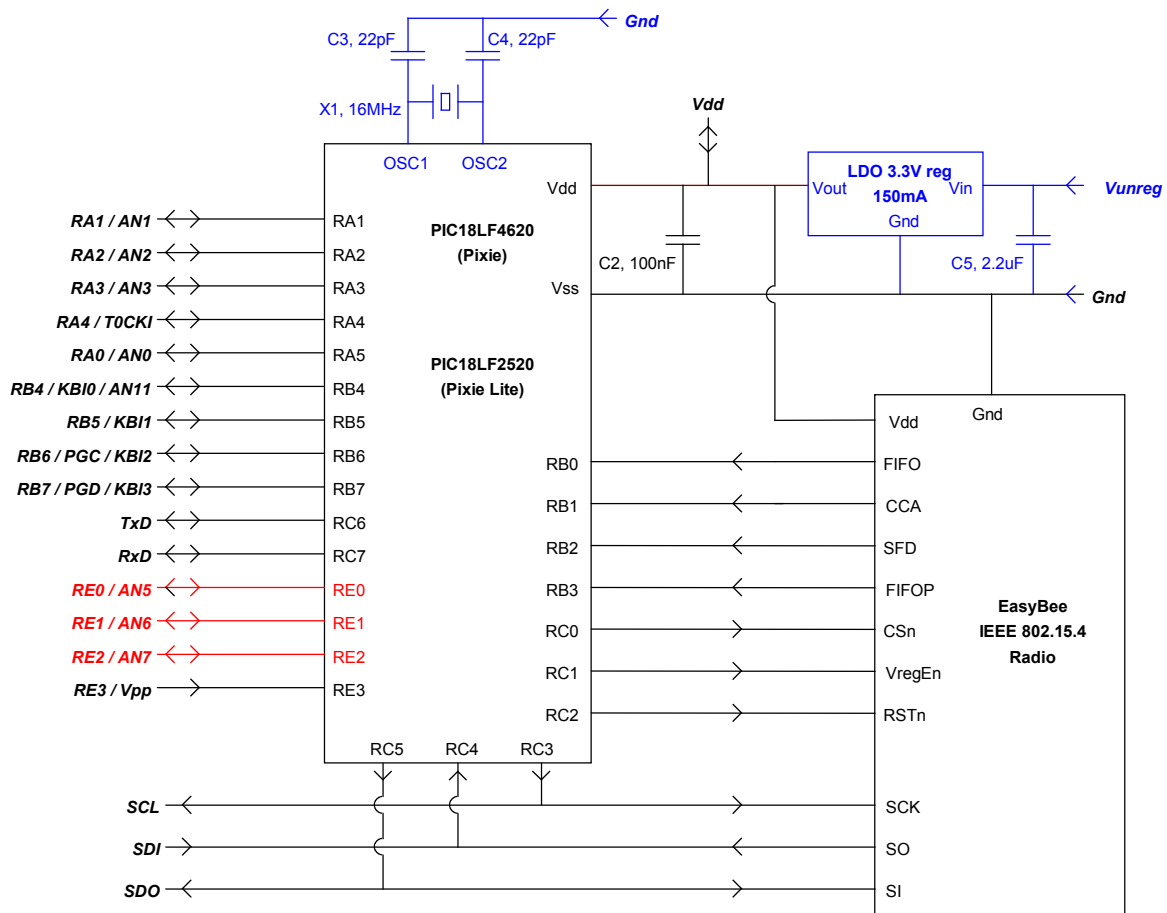 Gnd
C3, 22pF
C4, 22pF
X1, 16MHz
OSC1
OSC2
Vdd
LDO 3.3V reg
150mA
Vout
Vin
Gnd
Vunreg
Vdd
C2, 100nF
C5, 2.2uF
Vss
Gnd
PIC18LF4620
(Pixie)
PIC18LF2520
(Pixie Lite)
RA1 / AN1
RA1
RA2 / AN2
RA2
RA3 / AN3
RA3
RA4 / T0CKI
RA4
RA0 / AN0
RA5
RB4 / KBI0 / AN11
RB4
RB5 / KBI1
RB5
RB6 / PGC / KBI2
RB6
RB7 / PGD / KBI3
RB7
TxD
RC6
RxD
RC7
RE0 / AN5
RE0
RE1 / AN6
RE1
RE2 / AN7
RE2
RE3 / Vpp
RE3
RB0
RB1
RB2
RB3
RC0
RC1
RC2
RC5
RC4
RC3
Gnd
Vdd
FIFO
CCA
SFD
FIFOP
CSn
VregEn
RSTn
EasyBee
IEEE 802.15.4
Radio
SCL
SCK
SDI
SO
SDO
SI